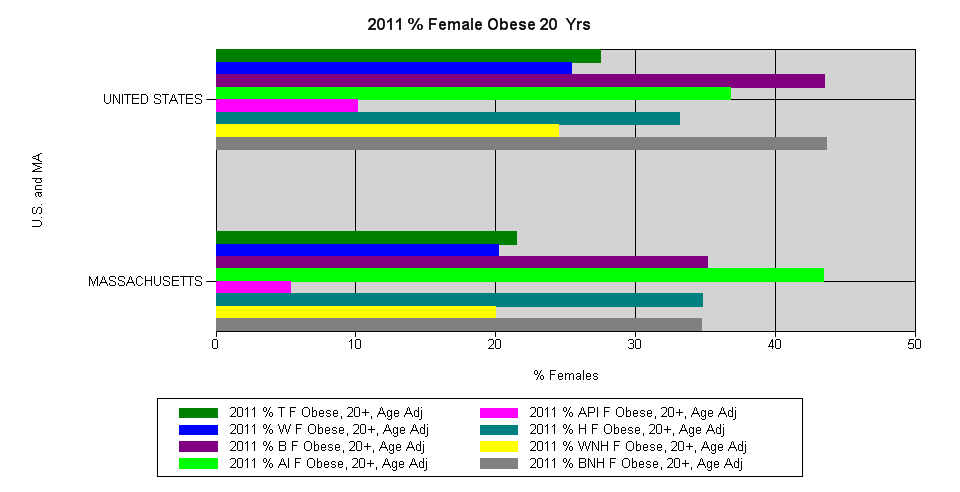 2011 % Female Obese 20  Yrs
UNITED STATES
U.S. and MA
MASSACHUSETTS
0 10 20 30 40 50
% Females
2011 % T F Obese, 20+, Age Adj
2011 % W F Obese, 20+, Age Adj
2011 % B F Obese, 20+, Age Adj
2011 % AI F Obese, 20+, Age Adj
2011 % API F Obese, 20+, Age Adj
2011 % H F Obese, 20+, Age Adj
2011 % WNH F Obese, 20+, Age Adj
2011 % BNH F Obese, 20+, Age Adj